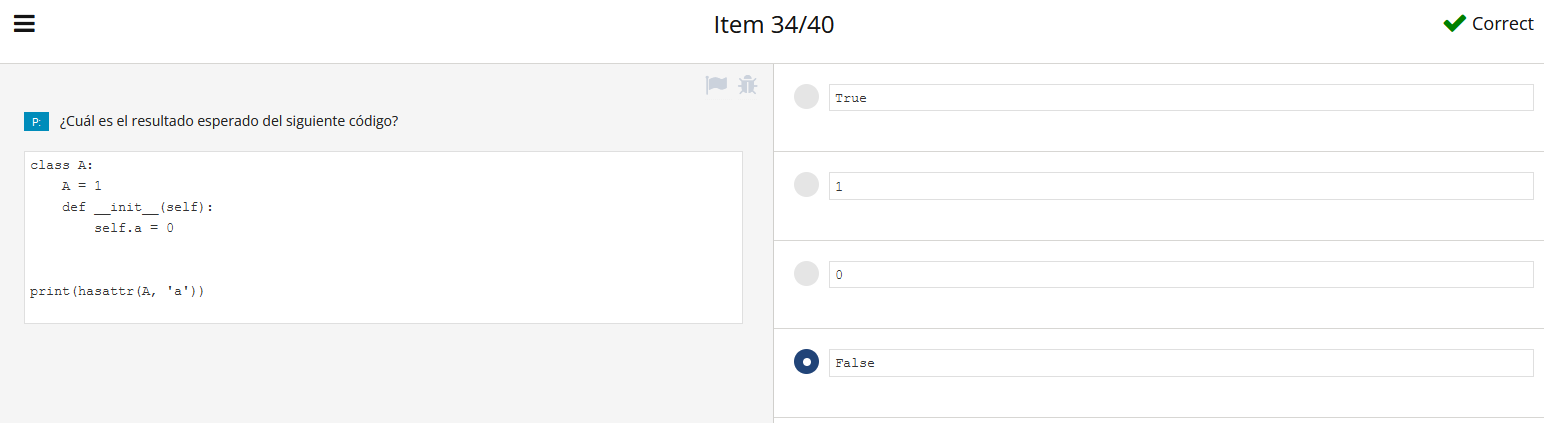 Item 34/40
Correct
P: ¿Cuál es el resultado esperado del siguiente código?
class A:
    A = 1
    def __init__(self):
        self.a = 0
print(hasattr(A, 'a'))
True
1
0
False